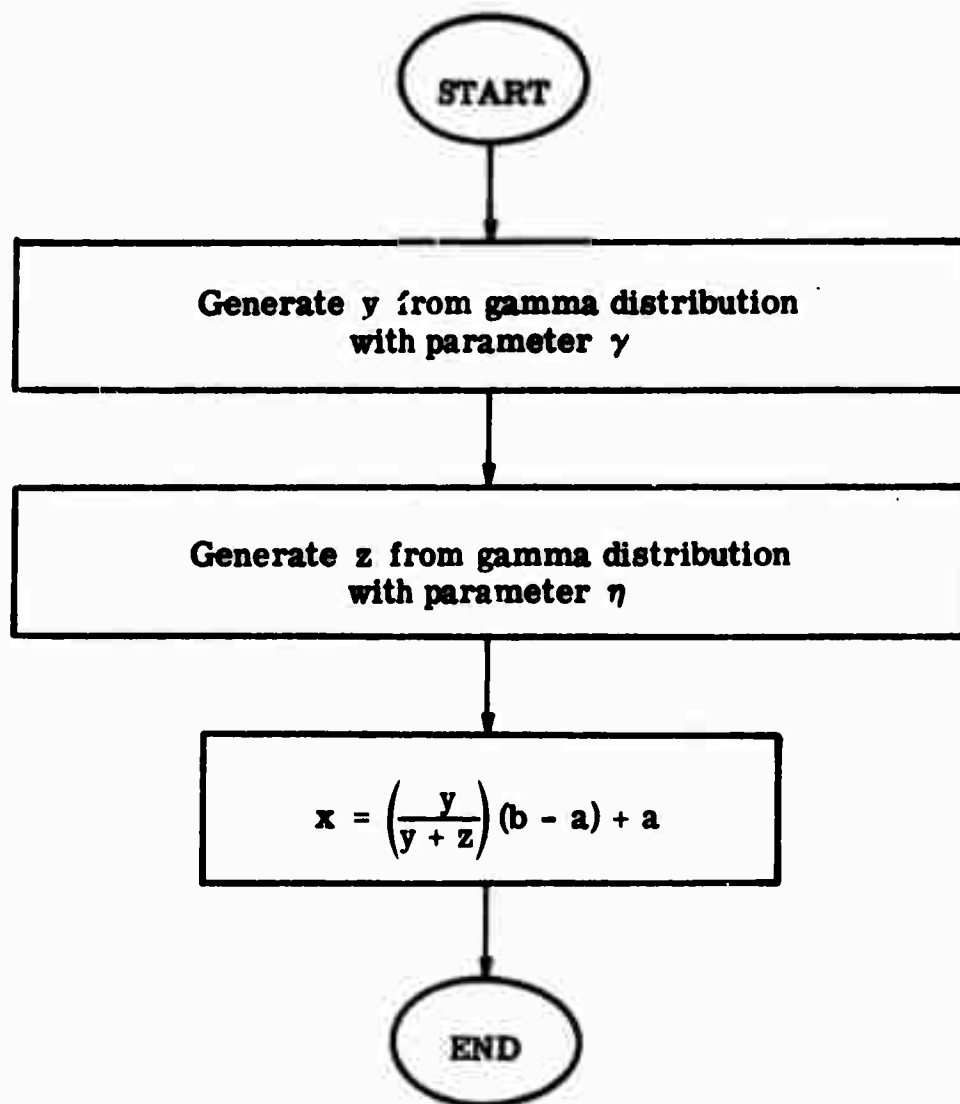 START
Generate y from gamma distribution
with parameter γ
Generate z from gamma distribution
with parameter η
x = (y / (y + z)) (b - a) + a
END